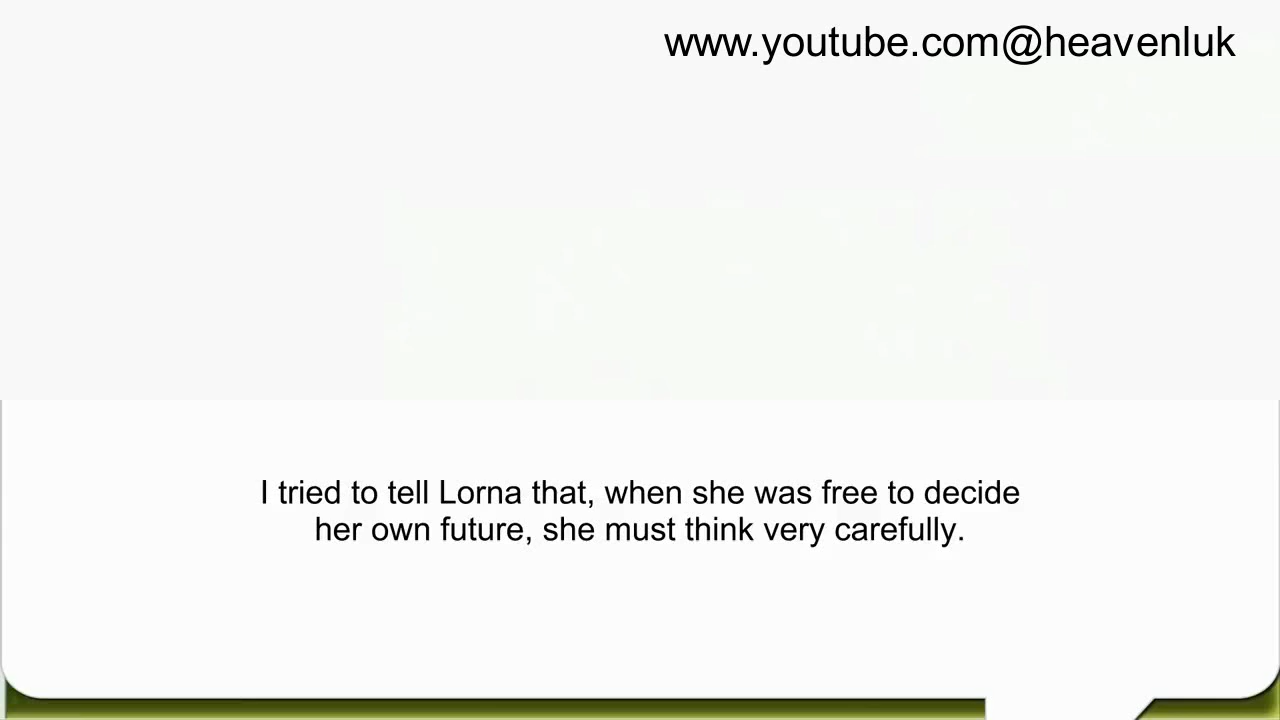 www.youtube.com@heavenluk
I tried to tell Lorna that, when she was free to decide
her own future, she must think very carefully.